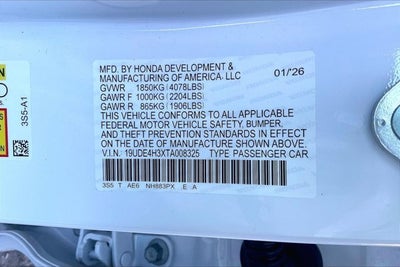 MFD. BY HONDA DEVELOPMENT & 01/26
MANUFACTURING OF AMERICA, LLC
GVWR 1850KG(4078LBS)
GAWR F 1000KG(2204LBS)
GAWR R 865KG(1906LBS)
THIS VEHICLE CONFORMS TO ALL APPLICABLE
FEDERAL MOTOR VEHICLE SAFETY, BUMPER,
AND THEFT PREVENTION STANDARDS IN EFFECT
ON THE DATE OF MANUFACTURE SHOWN ABOVE.
V.I.N. 19UDE4H3XTA008325 TYPE PASSENGER CAR
3S5 T AE6 NH883PX E A
3S5-A1